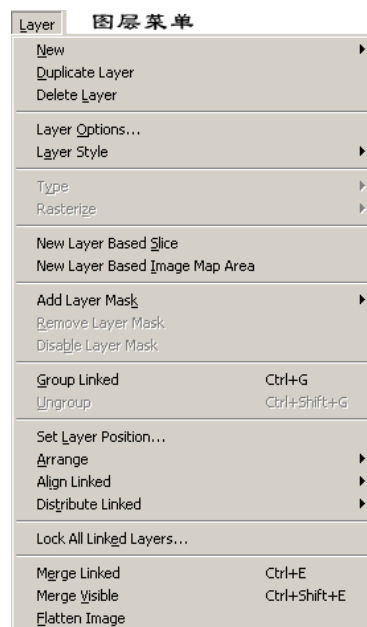 Layer 图层菜单
New
Duplicate Layer
Delete Layer
Layer Options...
Layer Style
Type
Rasterize
New Layer Based Slice
New Layer Based Image Map Area
Add Layer Mask
Remove Layer Mask
Disable Layer Mask
Group Linked Ctrl+G
Ungroup Ctrl+Shift+G
Set Layer Position...
Arrange
Align Linked
Distribute Linked
Lock All Linked Layers...
Merge Linked Ctrl+E
Merge Visible Ctrl+Shift+E
Flatten Image